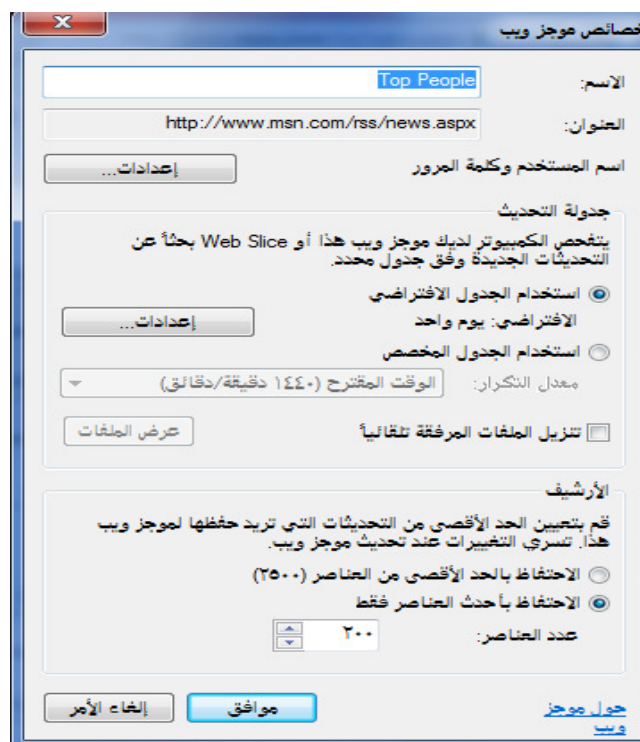 خصائص موجز ويب
الاسم: Top People
العنوان: http://www.msn.com/rss/news.aspx
اسم المستخدم وكلمة المرور إعدادات...
جدولة التحديث
يتفحص الكمبيوتر لديك موجز ويب هذا أو Web Slice بحثاً عن
التحديثات الجديدة وفق جدول محدد.
استخدام الجدول الافتراضي
الافتراضي: يوم واحد إعدادات...
استخدام الجدول المخصص
معدل التكرار: الوقت المقترح (١٤٤٠ دقيقة/دقائق)
تنزيل الملفات المرفقة تلقائياً عرض الملفات
الأرشيف
قم بتعيين الحد الأقصى من التحديثات التي تريد حفظها لموجز ويب
هذا. تسري التغييرات عند تحديث موجز ويب.
الاحتفاظ بالحد الأقصى من العناصر (٢٥٠٠)
الاحتفاظ بأحدث العناصر فقط
عدد العناصر: ٢٠٠
حول موجز موافق إلغاء الأمر
ويب